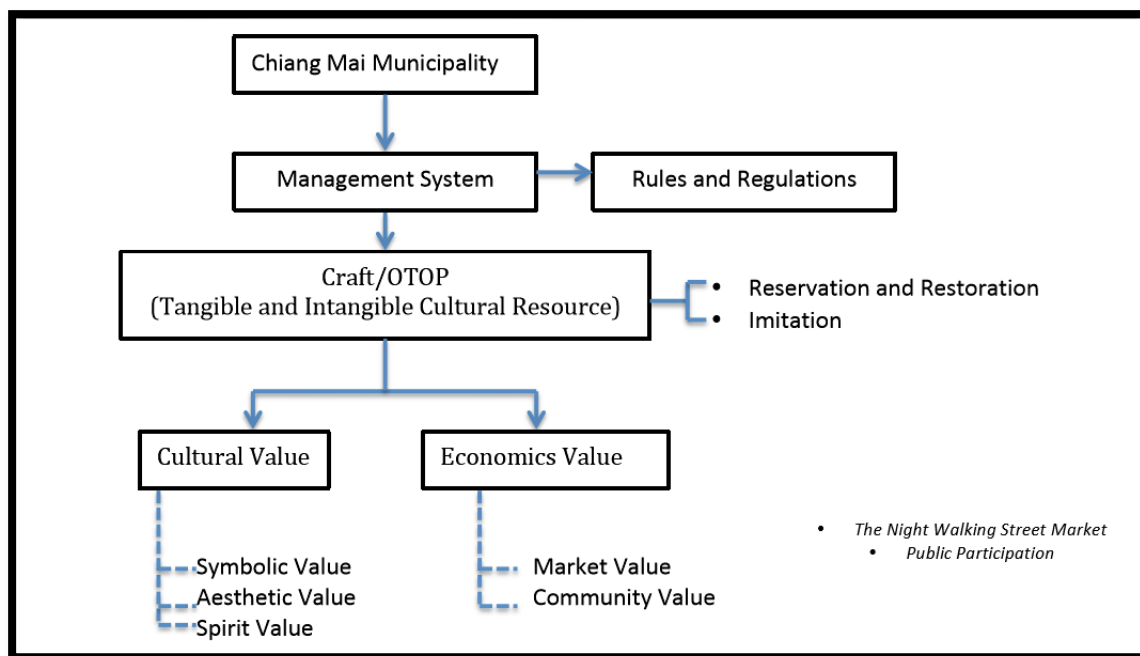 Chiang Mai Municipality
Management System
Rules and Regulations
Craft/OTOP
(Tangible and Intangible Cultural Resource)
• Reservation and Restoration
• Imitation
Cultural Value
Economics Value
Symbolic Value
Aesthetic Value
Spirit Value
Market Value
Community Value
• The Night Walking Street Market
• Public Participation